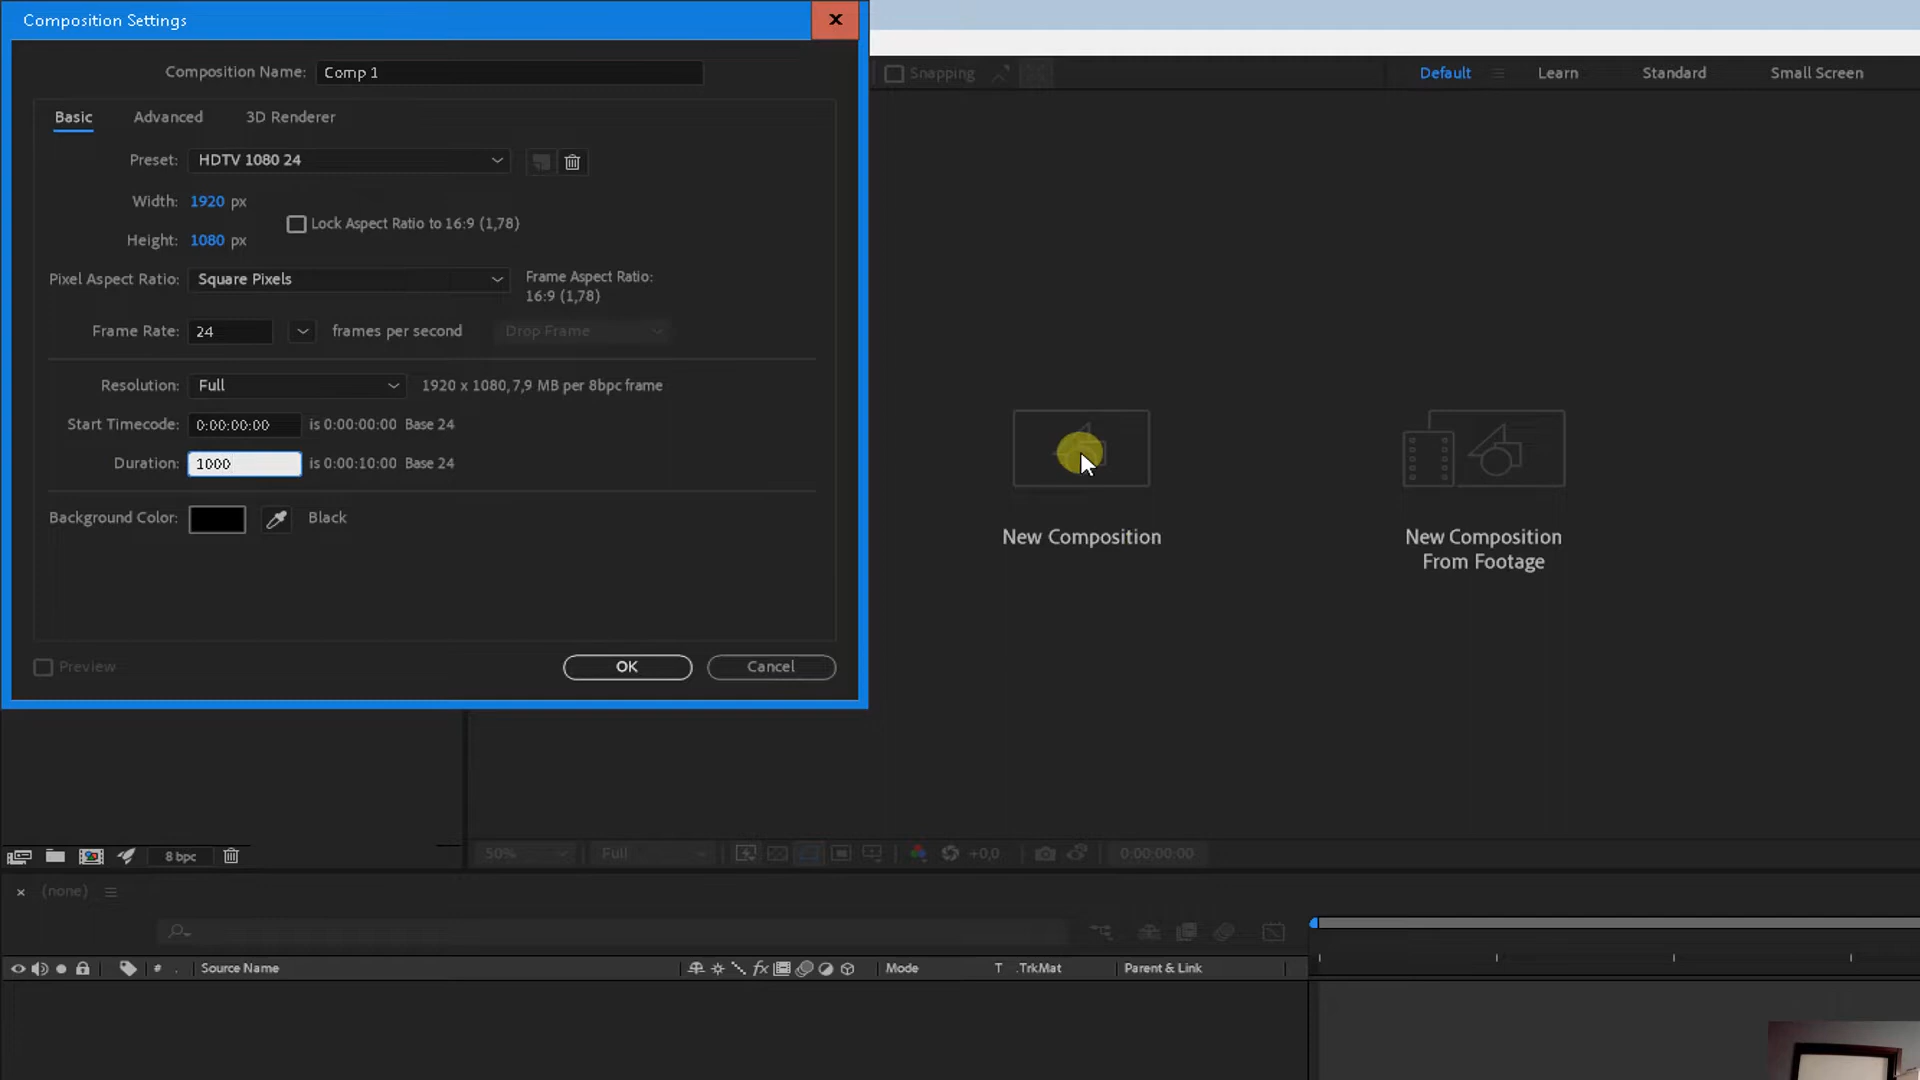 Composition Settings
Composition Name: Comp 1
Snapping
Default Learn Standard Small Screen
Basic Advanced 3D Renderer
Preset: HDTV 1080 24
Width: 1920 px
Lock Aspect Ratio to 16:9 (1,78)
Height: 1080 px
Pixel Aspect Ratio: Square Pixels
Frame Aspect Ratio:
16:9 (1,78)
Frame Rate: 24 frames per second Drop Frame
Resolution: Full 1920 x 1080, 7,9 MB per 8bpc frame
Start Timecode: 0:00:00:00 is 0:00:00:00 Base 24
Duration: 1000 is 0:00:10:00 Base 24
Background Color: Black
Preview OK Cancel
New Composition
New Composition
From Footage
8 bpc
50% Full +0,0 0:00:00:00
(none)
# . Source Name fx Mode T .TrkMat Parent & Link